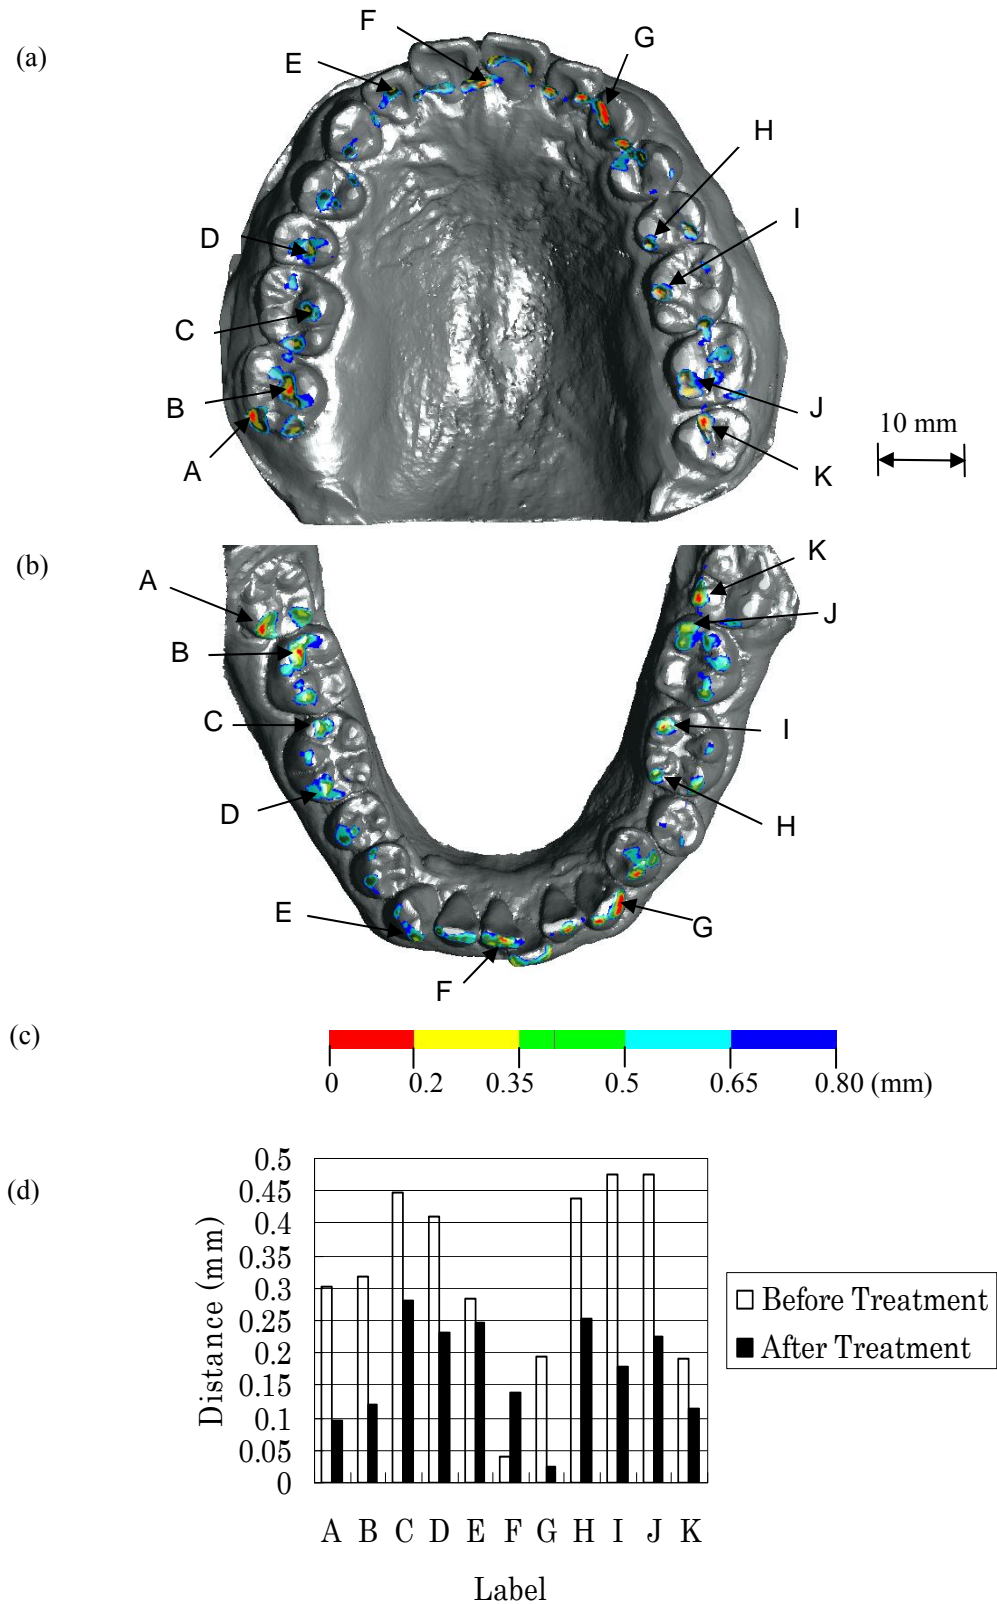 (a)
F
G
E
H
D
I
C
B
J
A
K
10 mm
(b)
K
A
J
B
C
I
D
H
E
G
F
(c)
0 0.2 0.35 0.5 0.65 0.80 (mm)
(d)
0.5
0.45
0.4
0.35
0.3
0.25
0.2
0.15
0.1
0.05
0
Distance (mm)
Before Treatment
After Treatment
A B C D E F G H I J K
Label